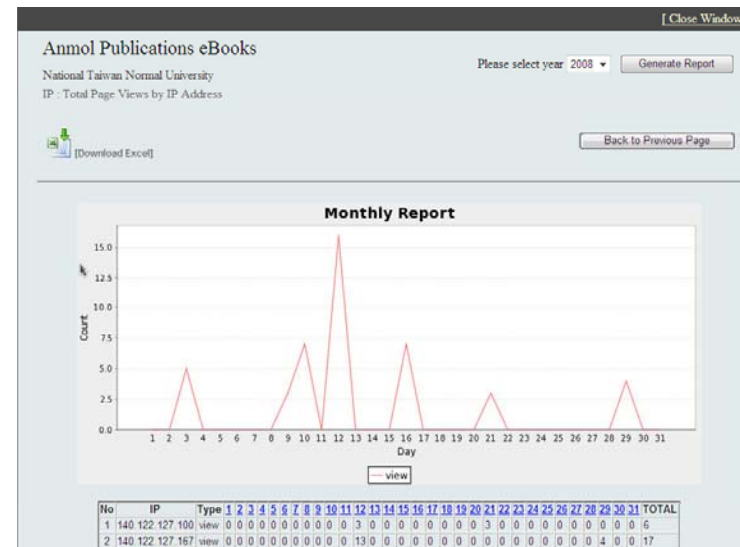 [ Close Window
Anmol Publications eBooks
Please select year 2008 Generate Report
National Taiwan Normal University
IP : Total Page Views by IP Address
[Download Excel]
Back to Previous Page
Monthly Report
15.0
12.5
10.0
7.5
5.0
2.5
0.0
Count
1 2 3 4 5 6 7 8 9 10 11 12 13 14 15 16 17 18 19 20 21 22 23 24 25 26 27 28 29 30 31
Day
view
No IP Type 1 2 3 4 5 6 7 8 9 10 11 12 13 14 15 16 17 18 19 20 21 22 23 24 25 26 27 28 29 30 31 TOTAL
1 140.122.127.100 view 0 0 0 0 0 0 0 0 0 0 0 3 0 0 0 0 0 0 0 0 3 0 0 0 0 0 0 0 0 0 0 6
2 140.122.127.167 view 0 0 0 0 0 0 0 0 0 0 0 13 0 0 0 0 0 0 0 0 0 0 0 0 0 0 0 0 4 0 0 17